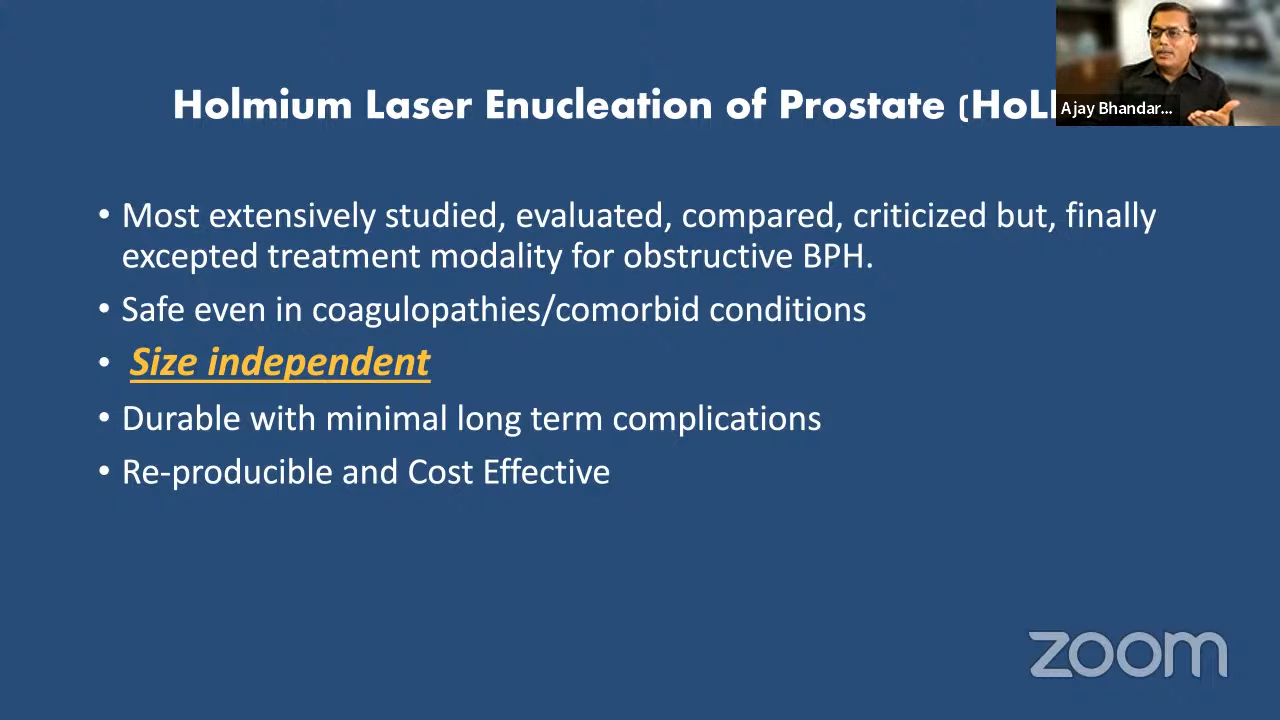 Holmium Laser Enucleation of Prostate (HoL
Ajay Bhandar...
• Most extensively studied, evaluated, compared, criticized but, finally
excepted treatment modality for obstructive BPH.
• Safe even in coagulopathies/comorbid conditions
• Size independent
• Durable with minimal long term complications
• Re-producible and Cost Effective
zoom